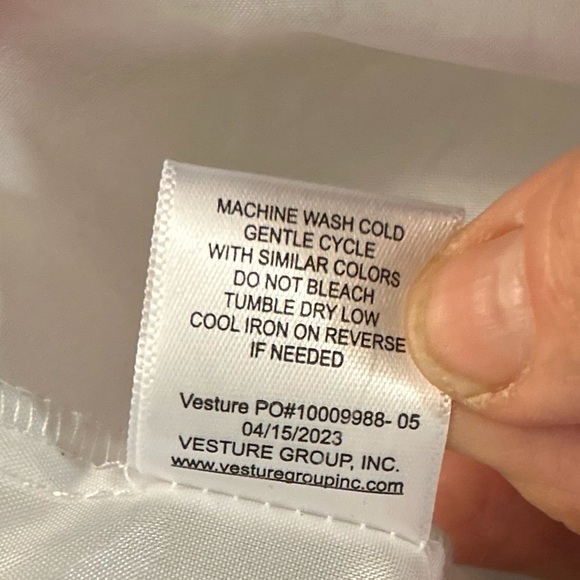 MACHINE WASH COLD
GENTLE CYCLE
WITH SIMILAR COLORS
DO NOT BLEACH
TUMBLE DRY LOW
COOL IRON ON REVERSE
IF NEEDED
Vesture PO#10009988- 05
04/15/2023
VESTURE GROUP, INC.
www.vesturegroupinc.com